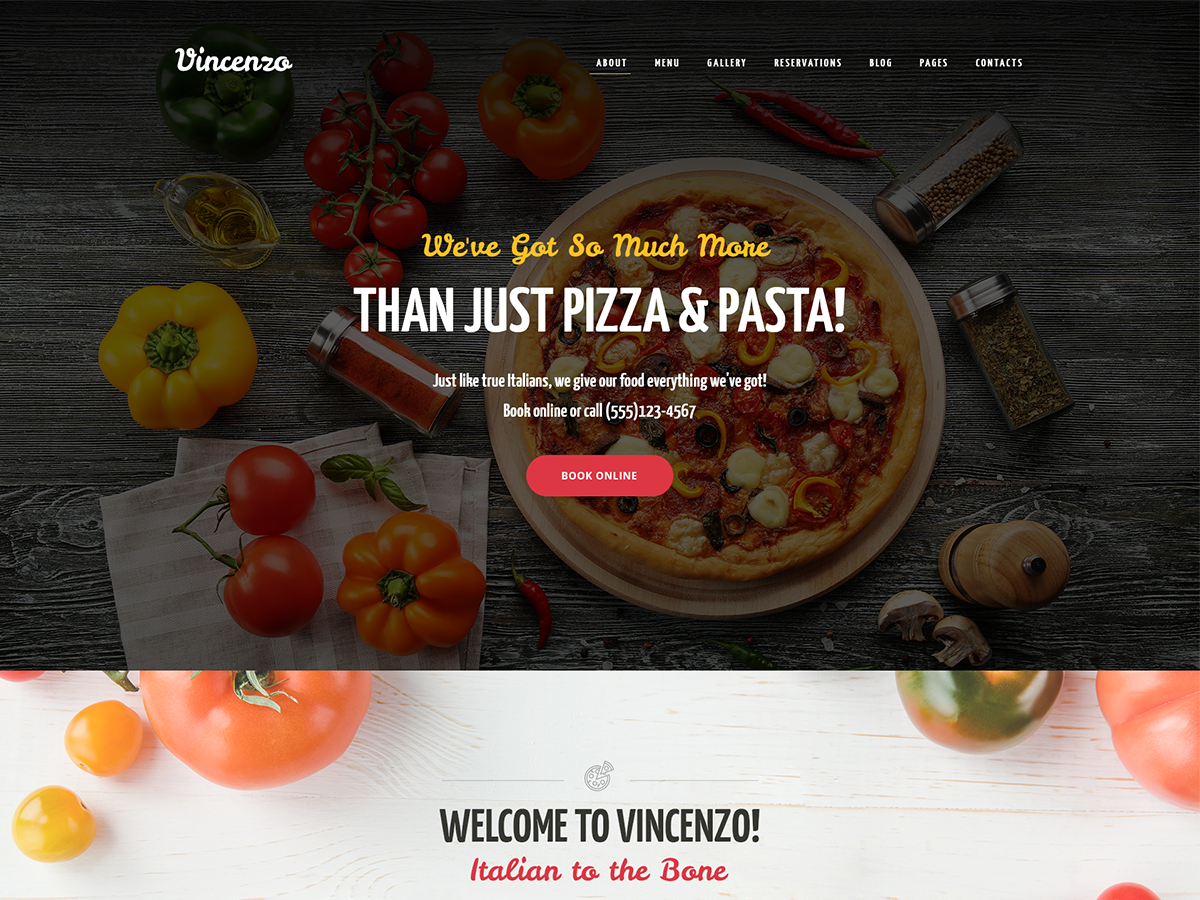 Vincenzo
ABOUT MENU GALLERY RESERVATIONS BLOG PAGES CONTACTS
We've Got So Much More
THAN JUST PIZZA & PASTA!
Just like true Italians, we give our food everything we've got!
Book online or call (555)123-4567
BOOK ONLINE
WELCOME TO VINCENZO!
Italian to the Bone